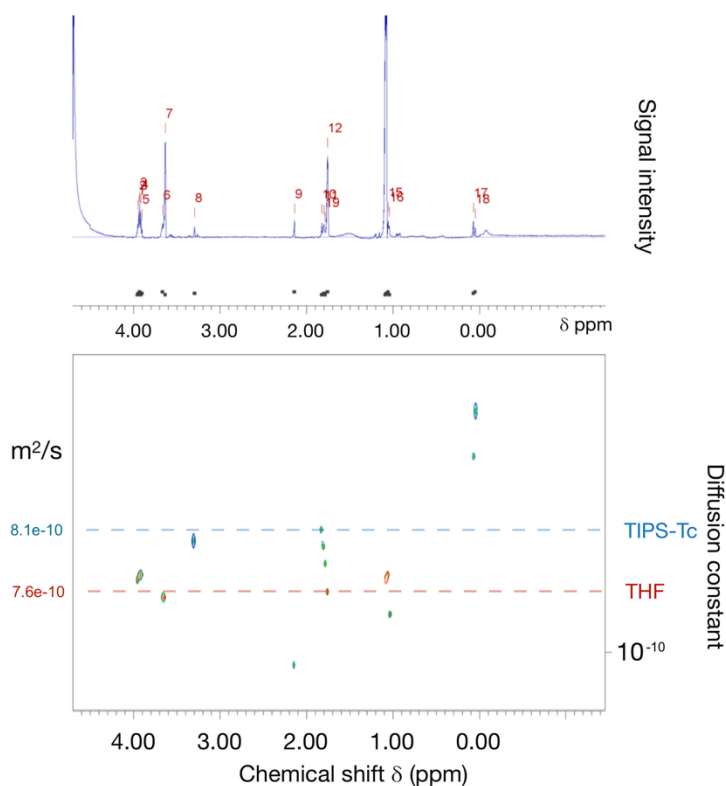 7
12
2
4
5
6
8
9
10
19
15
16
17
18
Signal intensity
4.00 3.00 2.00 1.00 0.00 δ ppm
m²/s
8.1e-10 TIPS-Tc
7.6e-10 THF
10⁻¹⁰
Diffusion constant
4.00 3.00 2.00 1.00 0.00
Chemical shift δ (ppm)